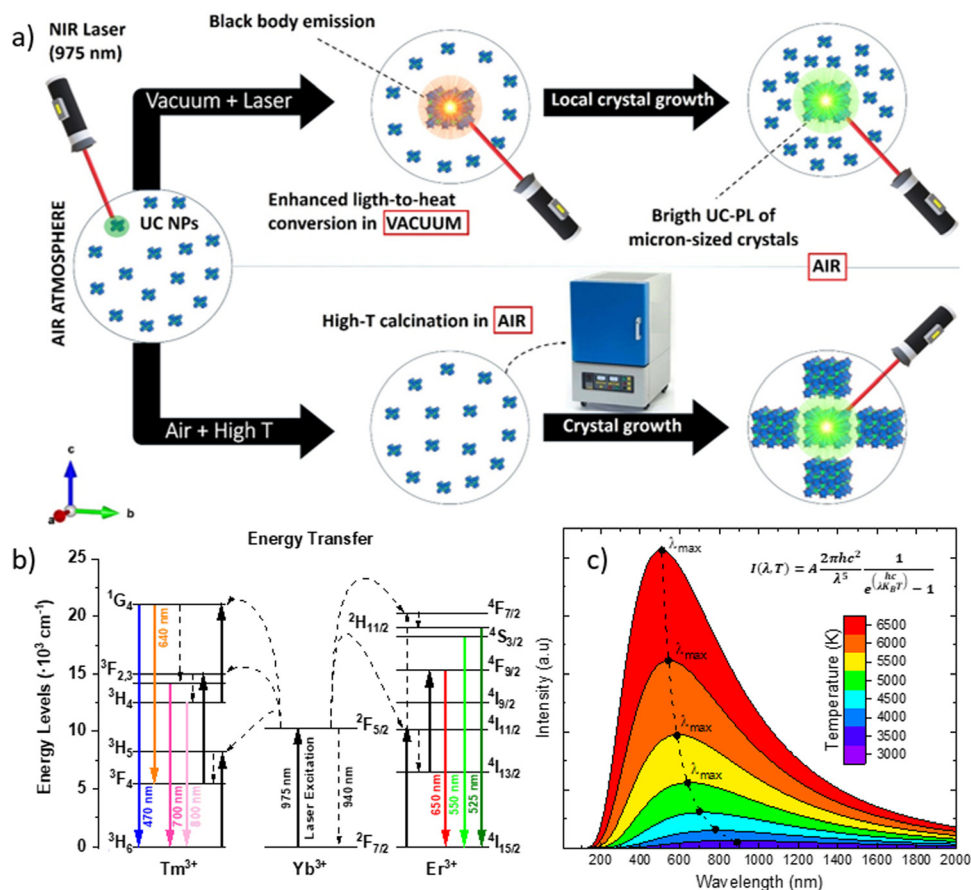 a)
NIR Laser
(975 nm)
Black body emission
Vacuum + Laser
Local crystal growth
UC NPs
AIR ATMOSPHERE
Enhanced ligth-to-heat
conversion in VACUUM
Brigth UC-PL of
micron-sized crystals
AIR
High-T calcination in AIR
Air + High T
Crystal growth
c
a
b
b)
Energy Transfer
Energy Levels (·10³ cm⁻¹)
25
20
15
10
5
0
¹G₄
³F₂,₃
³H₄
³H₅
³F₄
³H₆
470 nm
640 nm
700 nm
800 nm
Tm³⁺
975 nm
Laser Excitation
940 nm
²F₅/₂
²F₇/₂
Yb³⁺
²H₁₁/₂
⁴F₇/₂
⁴S₃/₂
⁴F₉/₂
⁴I₉/₂
⁴I₁₁/₂
⁴I₁₃/₂
⁴I₁₅/₂
650 nm
550 nm
525 nm
Er³⁺
c)
λ.max
λ.max
λ.max
λ.max
I(λ.T) = A 2πhc²/λ⁵ 1/e^(hc/λK_BT) − 1
Intensity (a.u)
Temperature (K)
6500
6000
5500
5000
4500
4000
3500
3000
200 400 600 800 1000 1200 1400 1600 1800 2000
Wavelength (nm)